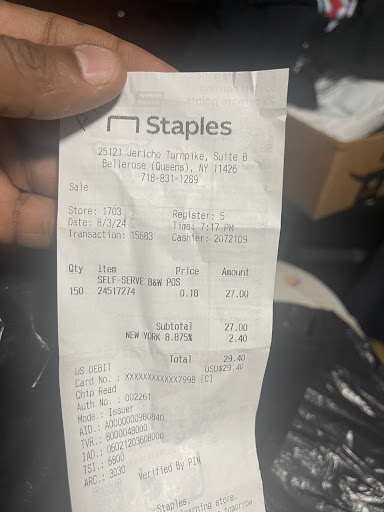 Staples
25121 Jericho Turnpike, Suite B
Bellerose (Queens), NY 11426
718-831-1289
Sale
Store: 1703 Register: 5
Date: 8/3/24 Time: 7:17 PM
Transaction: 15683 Cashier: 2072109
Qty Item Price Amount
SELF-SERVE B&W POS
150 24517274 0.18 27.00
Subtotal 27.00
NEW YORK 8.875% 2.40
Total 29.40
US DEBIT USD$29.40
Card No. : XXXXXXXXXXXX7998 [C]
Chip Read
Auth No. : 002261
Mode.: Issuer
AID.: A0000000980840
TVR.: 8000048000
IAD.: 06021203608000
TSI.: 6800
ARC.: 3030
Verified By PIN
Staples.
store.
tomorrow